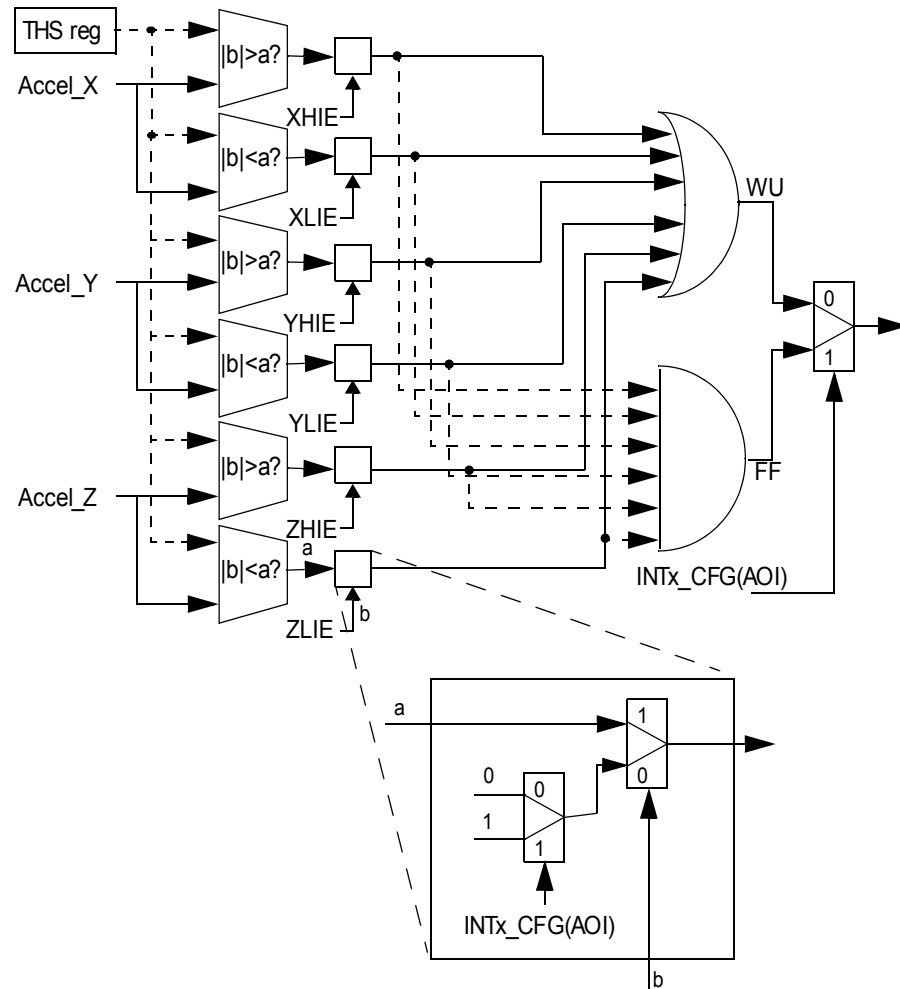 THS reg
|b|>a?
Accel_X
XHIE
|b|<a?
XLIE
WU
|b|>a?
Accel_Y
YHIE
0
|b|<a?
1
YLIE
|b|>a?
FF
Accel_Z
ZHIE
a
|b|<a?
INTx_CFG(AOI)
b
ZLIE
a
1
0
0
0
1
1
INTx_CFG(AOI)
b